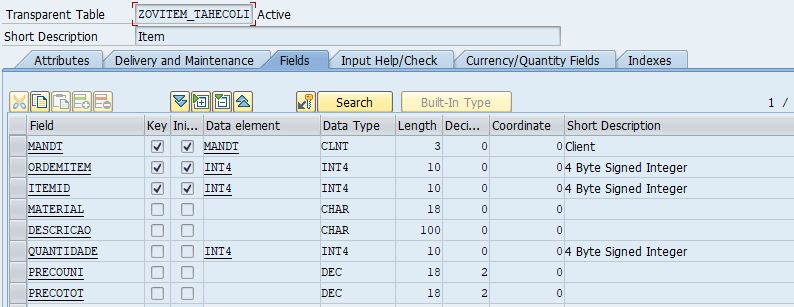 Transparent Table ZOVITEM_TAHECOLI Active
Short Description Item
Attributes Delivery and Maintenance Fields Input Help/Check Currency/Quantity Fields Indexes
Search Built-In Type 1 /
Field Key Ini... Data element Data Type Length Deci... Coordinate Short Description
MANDT MANDT CLNT 3 0 0 Client
ORDEMITEM INT4 INT4 10 0 0 4 Byte Signed Integer
ITEMID INT4 INT4 10 0 0 4 Byte Signed Integer
MATERIAL CHAR 18 0 0
DESCRICAO CHAR 100 0 0
QUANTIDADE INT4 INT4 10 0 0 4 Byte Signed Integer
PRECOUNI DEC 18 2 0
PRECOTOT DEC 18 2 0